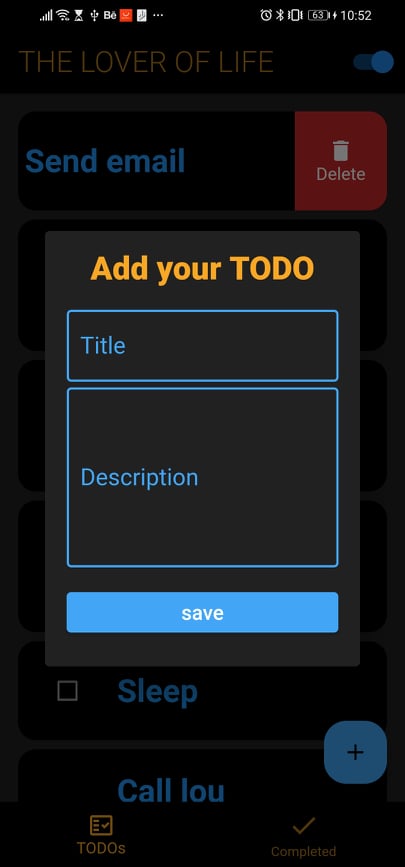 Bē
63
10:52
THE LOVER OF LIFE
Send email
Delete
Add your TODO
Title
Description
save
Sleep
Call lou
TODOs
Completed